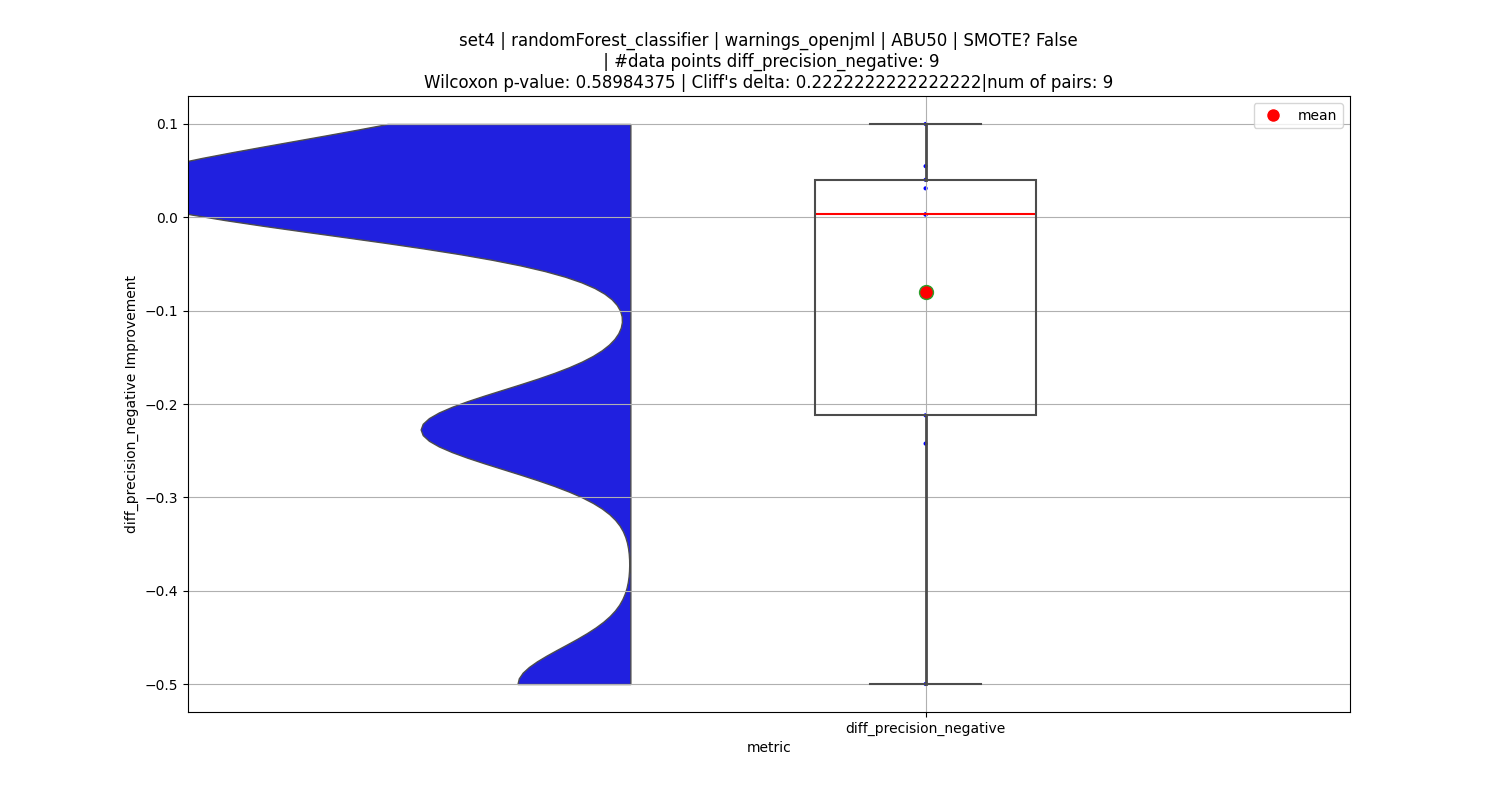 set4 | randomForest_classifier | warnings_openjml | ABU50 | SMOTE? False
| #data points diff_precision_negative: 9
Wilcoxon p-value: 0.58984375 | Cliff's delta: 0.2222222222222222|num of pairs: 9
mean
0.1
0.0
−0.1
−0.2
−0.3
−0.4
−0.5
diff_precision_negative Improvement
diff_precision_negative
metric